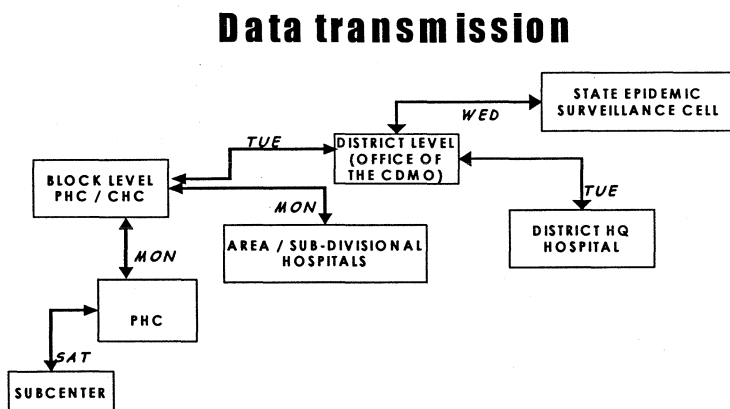 Data transmission
STATE EPIDEMIC
SURVEILLANCE CELL
WED
TUE
DISTRICT LEVEL
(OFFICE OF
THE CDMO)
BLOCK LEVEL
PHC / CHC
TUE
MON
DISTRICT HQ
HOSPITAL
AREA / SUB-DIVISIONAL
HOSPITALS
MON
PHC
SAT
SUBCENTER